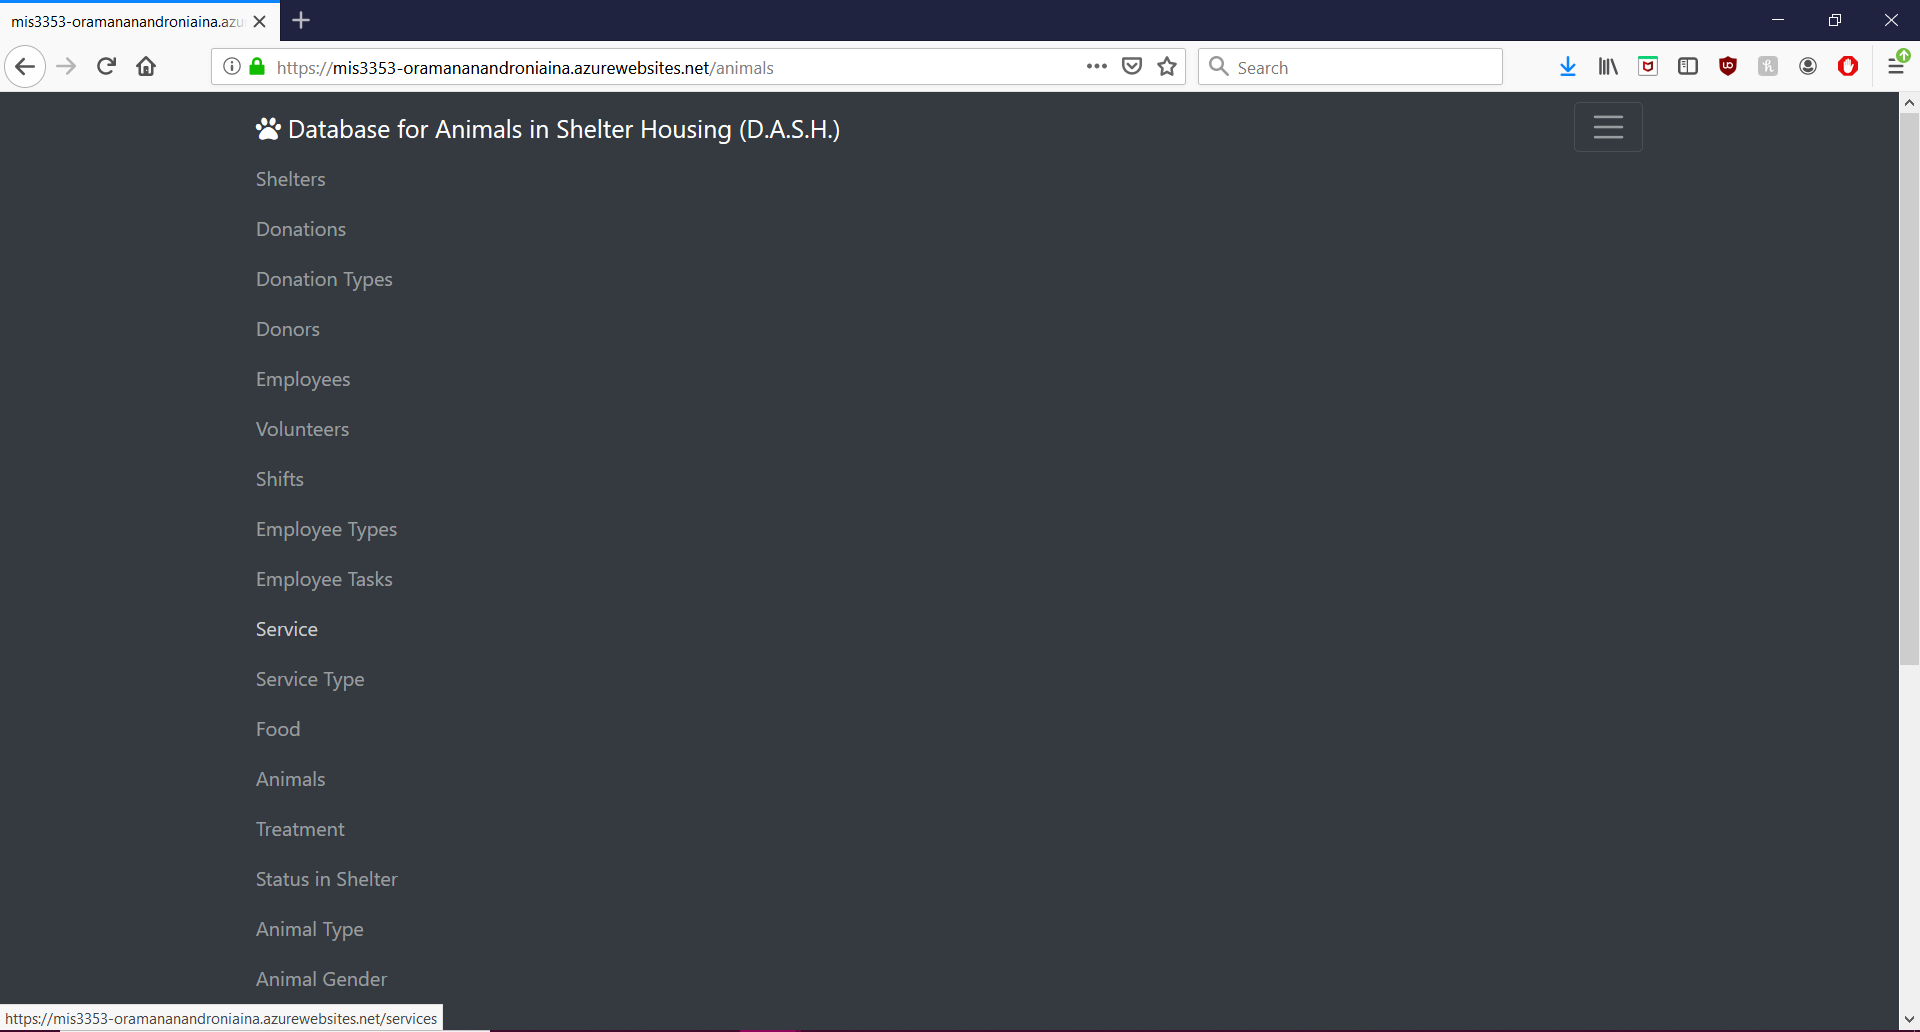 mis3353-oramananandroniaina.azu
https://mis3353-oramananandroniaina.azurewebsites.net/animals
Search
Database for Animals in Shelter Housing (D.A.S.H.)
Shelters
Donations
Donation Types
Donors
Employees
Volunteers
Shifts
Employee Types
Employee Tasks
Service
Service Type
Food
Animals
Treatment
Status in Shelter
Animal Type
Animal Gender
https://mis3353-oramananandroniaina.azurewebsites.net/services